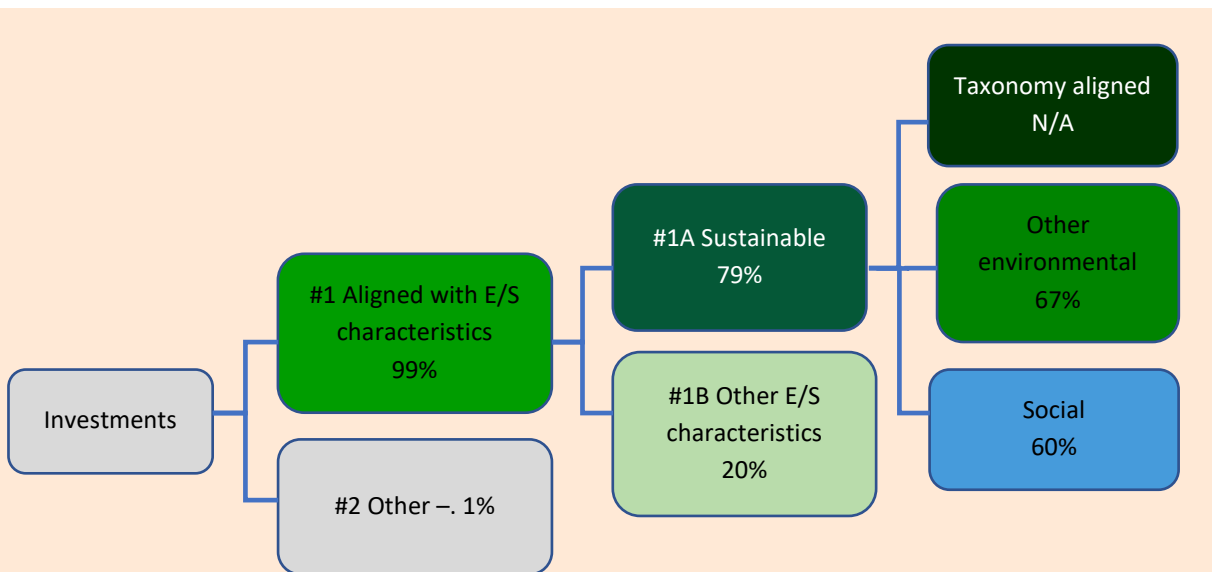 Investments
#1 Aligned with E/S
characteristics
99%
#2 Other –. 1%
#1A Sustainable
79%
#1B Other E/S
characteristics
20%
Taxonomy aligned
N/A
Other
environmental
67%
Social
60%